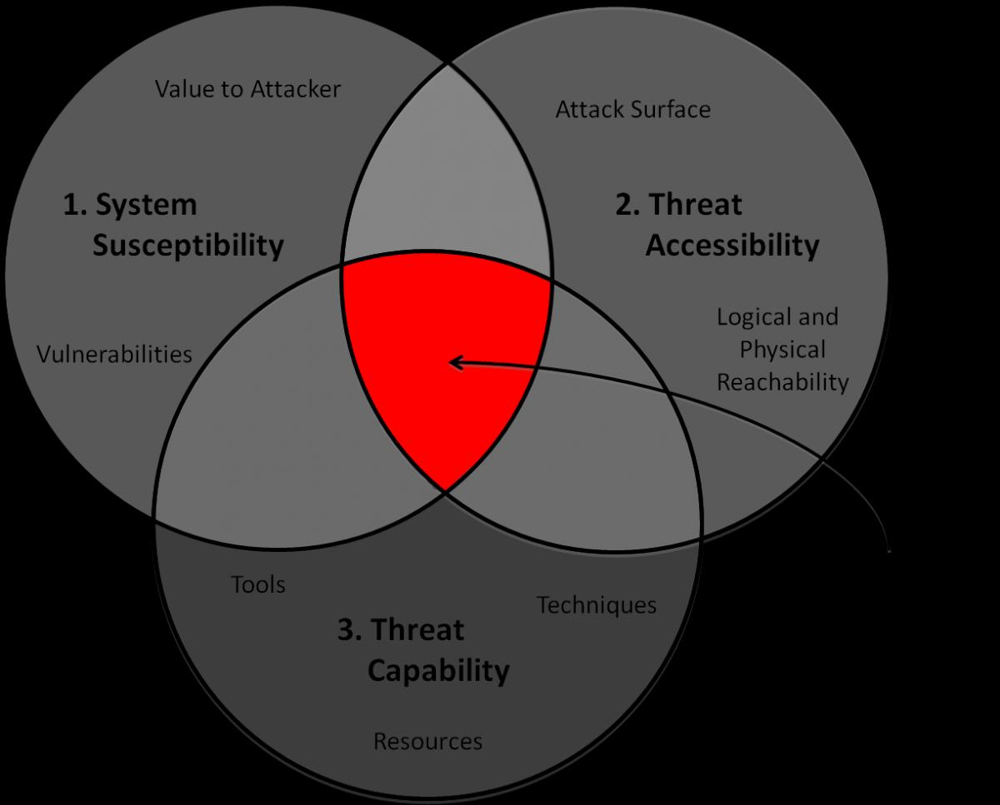 Value to Attacker
Attack Surface
1. System
Susceptibility
2. Threat
Accessibility
Logical and
Physical
Reachability
Vulnerabilities
Tools
Techniques
3. Threat
Capability
Resources